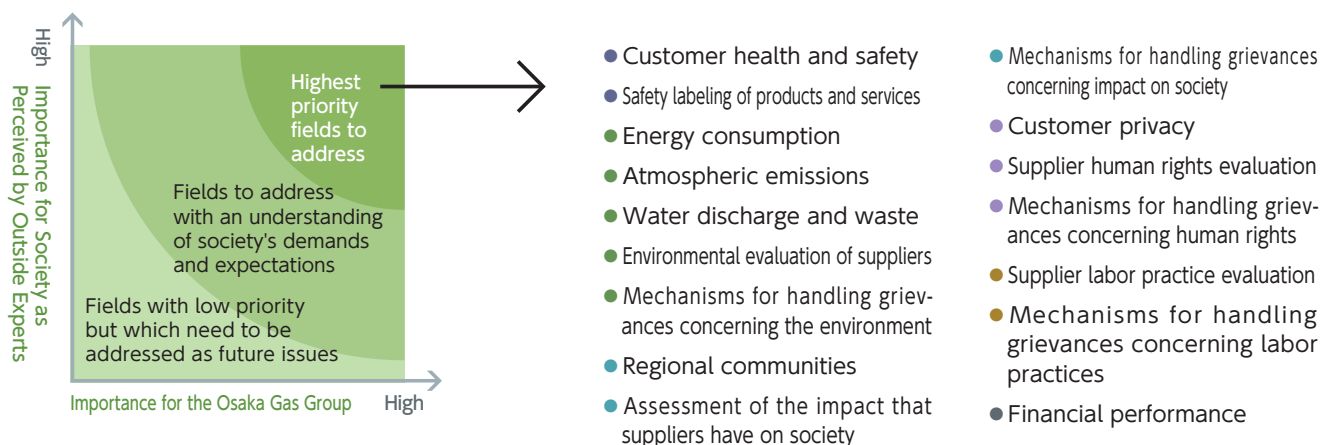 High
Importance for Society as
Perceived by Outside Experts
Highest
priority
fields to
address
Fields to address
with an understanding
of society's demands
and expectations
Fields with low priority
but which need to be
addressed as future issues
Importance for the Osaka Gas Group
High
● Customer health and safety
● Safety labeling of products and services
● Energy consumption
● Atmospheric emissions
● Water discharge and waste
● Environmental evaluation of suppliers
● Mechanisms for handling griev-
ances concerning the environment
● Regional communities
● Assessment of the impact that
suppliers have on society
● Mechanisms for handling grievances
concerning impact on society
● Customer privacy
● Supplier human rights evaluation
● Mechanisms for handling griev-
ances concerning human rights
● Supplier labor practice evaluation
● Mechanisms for handling
grievances concerning labor
practices
● Financial performance